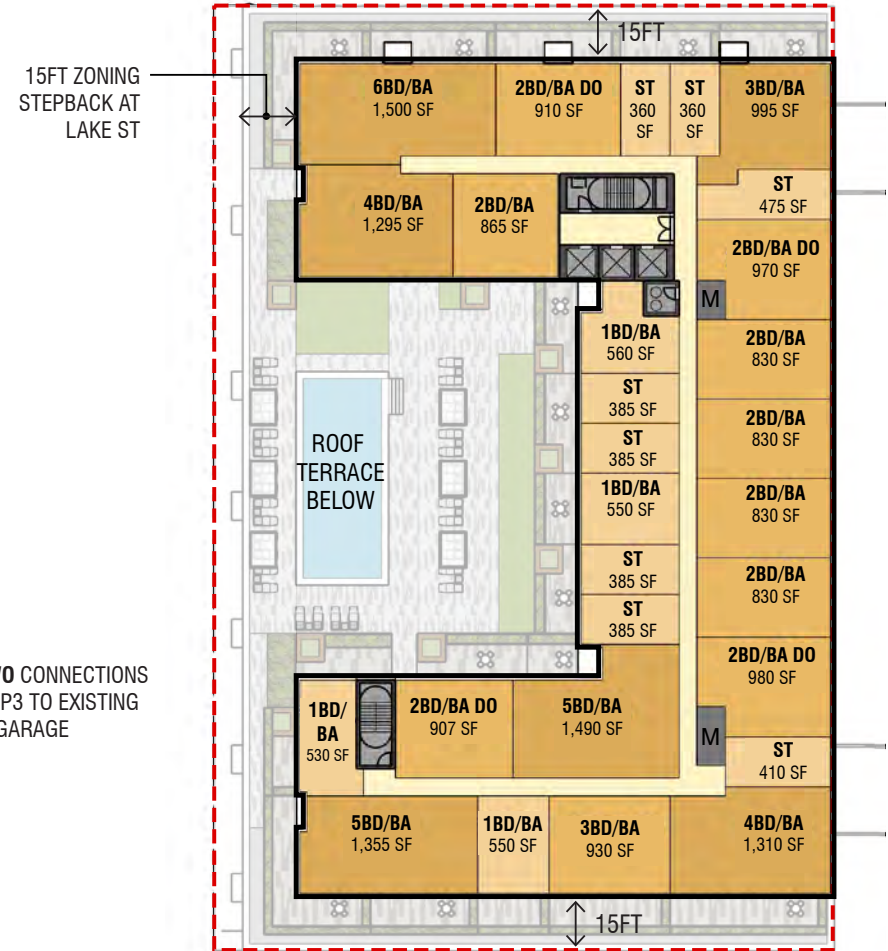 15FT
15FT ZONING
STEPBACK AT
LAKE ST
6BD/BA
1,500 SF
2BD/BA DO
910 SF
ST
360
SF
ST
360
SF
3BD/BA
995 SF
4BD/BA
1,295 SF
2BD/BA
865 SF
ST
475 SF
2BD/BA DO
970 SF
M
1BD/BA
560 SF
2BD/BA
830 SF
ST
385 SF
2BD/BA
830 SF
ST
385 SF
ROOF
TERRACE
BELOW
1BD/BA
550 SF
2BD/BA
830 SF
ST
385 SF
2BD/BA
830 SF
ST
385 SF
2BD/BA DO
980 SF
O CONNECTIONS
P3 TO EXISTING
GARAGE
1BD/
BA
530 SF
2BD/BA DO
907 SF
5BD/BA
1,490 SF
M
ST
410 SF
5BD/BA
1,355 SF
1BD/BA
550 SF
3BD/BA
930 SF
4BD/BA
1,310 SF
15FT